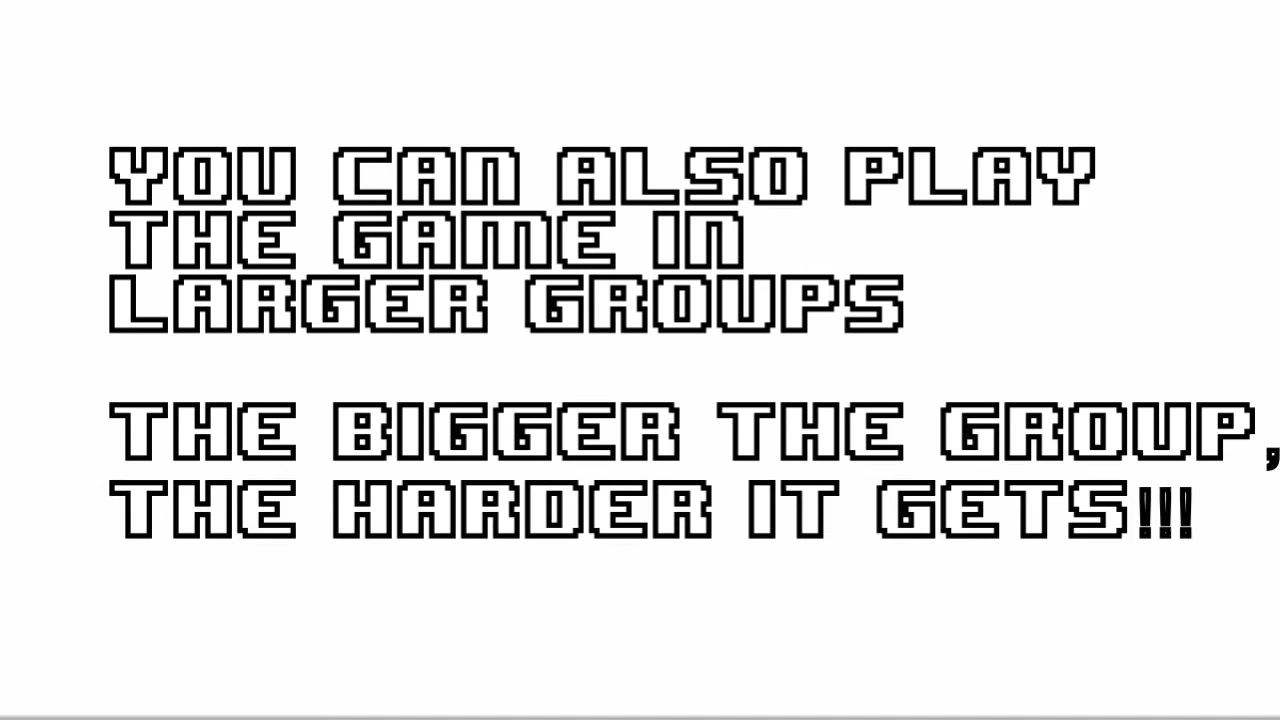 YOU CAN ALSO PLAY
THE GAME IN
LARGER GROUPS
THE BIGGER THE GROUP,
THE HARDER IT GETS!!!